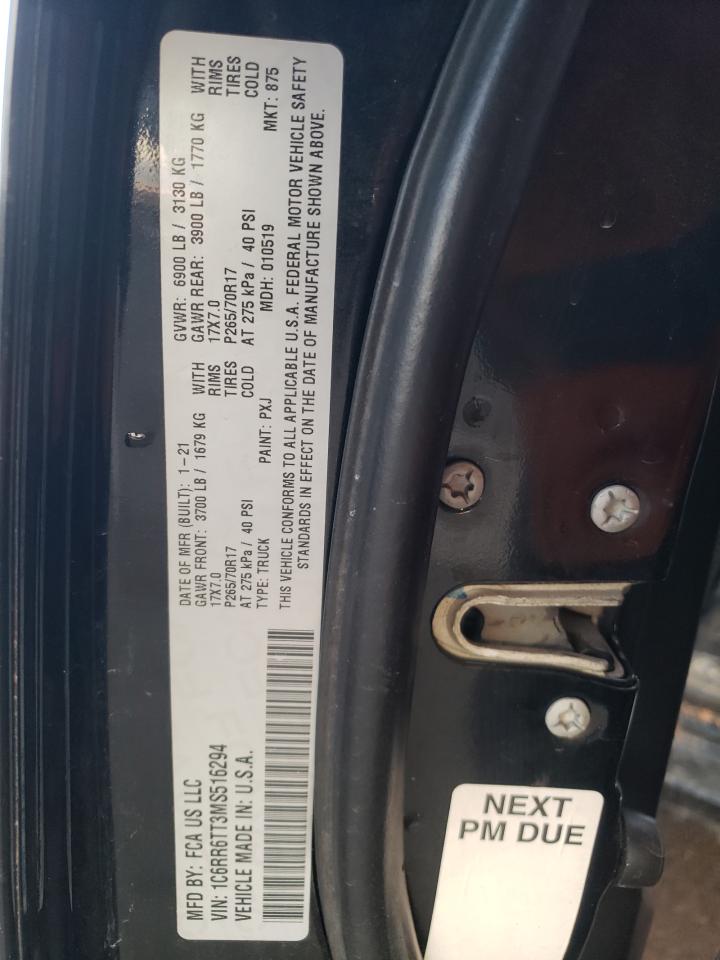 MFD BY: FCA US LLC
VIN: 1C6RR6TT3MS516294
VEHICLE MADE IN: U.S.A.
DATE OF MFR (BUILT): 1-21
GAWR FRONT: 3700 LB / 1679 KG WITH
17X7.0 RIMS
P265/70R17 TIRES
AT 275 kPa / 40 PSI COLD
TYPE: TRUCK PAINT: PXJ
GVWR: 6900 LB / 3130 KG
GAWR REAR: 3900 LB / 1770 KG WITH
17X7.0 RIMS
P265/70R17 TIRES
AT 275 kPa / 40 PSI COLD
MDH: 010519 MKT: 875
THIS VEHICLE CONFORMS TO ALL APPLICABLE U.S.A. FEDERAL MOTOR VEHICLE SAFETY
STANDARDS IN EFFECT ON THE DATE OF MANUFACTURE SHOWN ABOVE.
NEXT
PM DUE